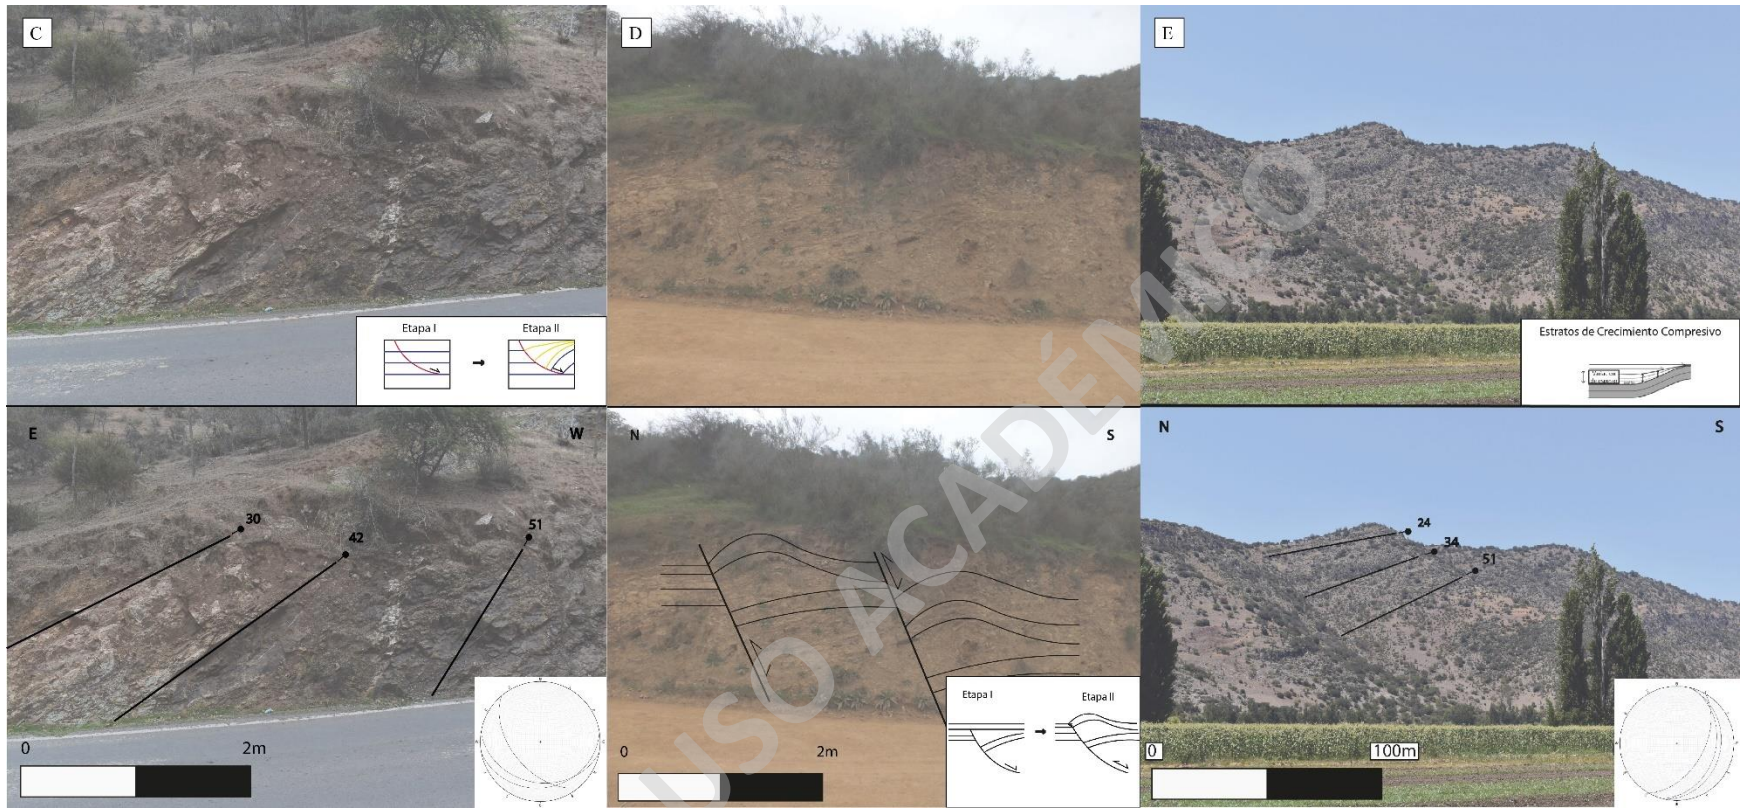 C
D
E
Etapa I
Etapa II
Estratos de Crecimiento Compresivo
E
W
N
S
N
S
30
42
51
24
34
51
Etapa I
Etapa II
0
2m
0
2m
0
100m
USO ACADÉMICO